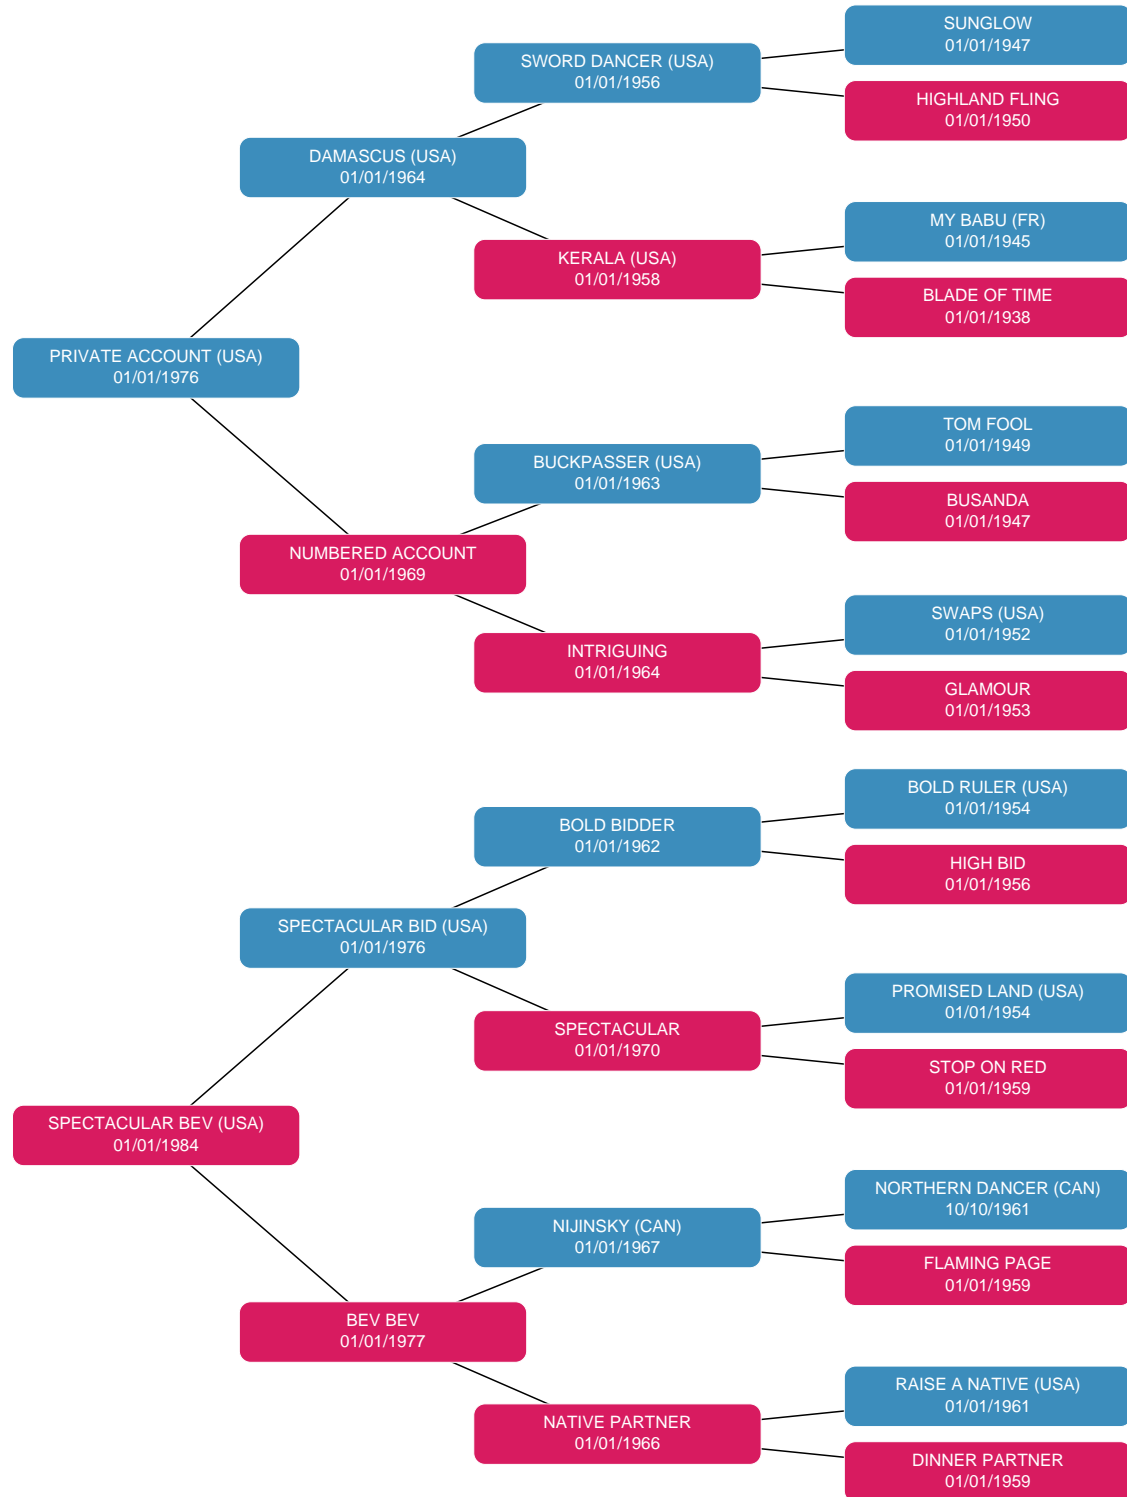 SUNGLOW
01/01/1947
SWORD DANCER (USA)
01/01/1956
HIGHLAND FLING
01/01/1950
DAMASCUS (USA)
01/01/1964
MY BABU (FR)
01/01/1945
KERALA (USA)
01/01/1958
BLADE OF TIME
01/01/1938
PRIVATE ACCOUNT (USA)
01/01/1976
TOM FOOL
01/01/1949
BUCKPASSER (USA)
01/01/1963
BUSANDA
01/01/1947
NUMBERED ACCOUNT
01/01/1969
SWAPS (USA)
01/01/1952
INTRIGUING
01/01/1964
GLAMOUR
01/01/1953
BOLD RULER (USA)
01/01/1954
BOLD BIDDER
01/01/1962
HIGH BID
01/01/1956
SPECTACULAR BID (USA)
01/01/1976
PROMISED LAND (USA)
01/01/1954
SPECTACULAR
01/01/1970
STOP ON RED
01/01/1959
SPECTACULAR BEV (USA)
01/01/1984
NORTHERN DANCER (CAN)
10/10/1961
NIJINSKY (CAN)
01/01/1967
FLAMING PAGE
01/01/1959
BEV BEV
01/01/1977
RAISE A NATIVE (USA)
01/01/1961
NATIVE PARTNER
01/01/1966
DINNER PARTNER
01/01/1959